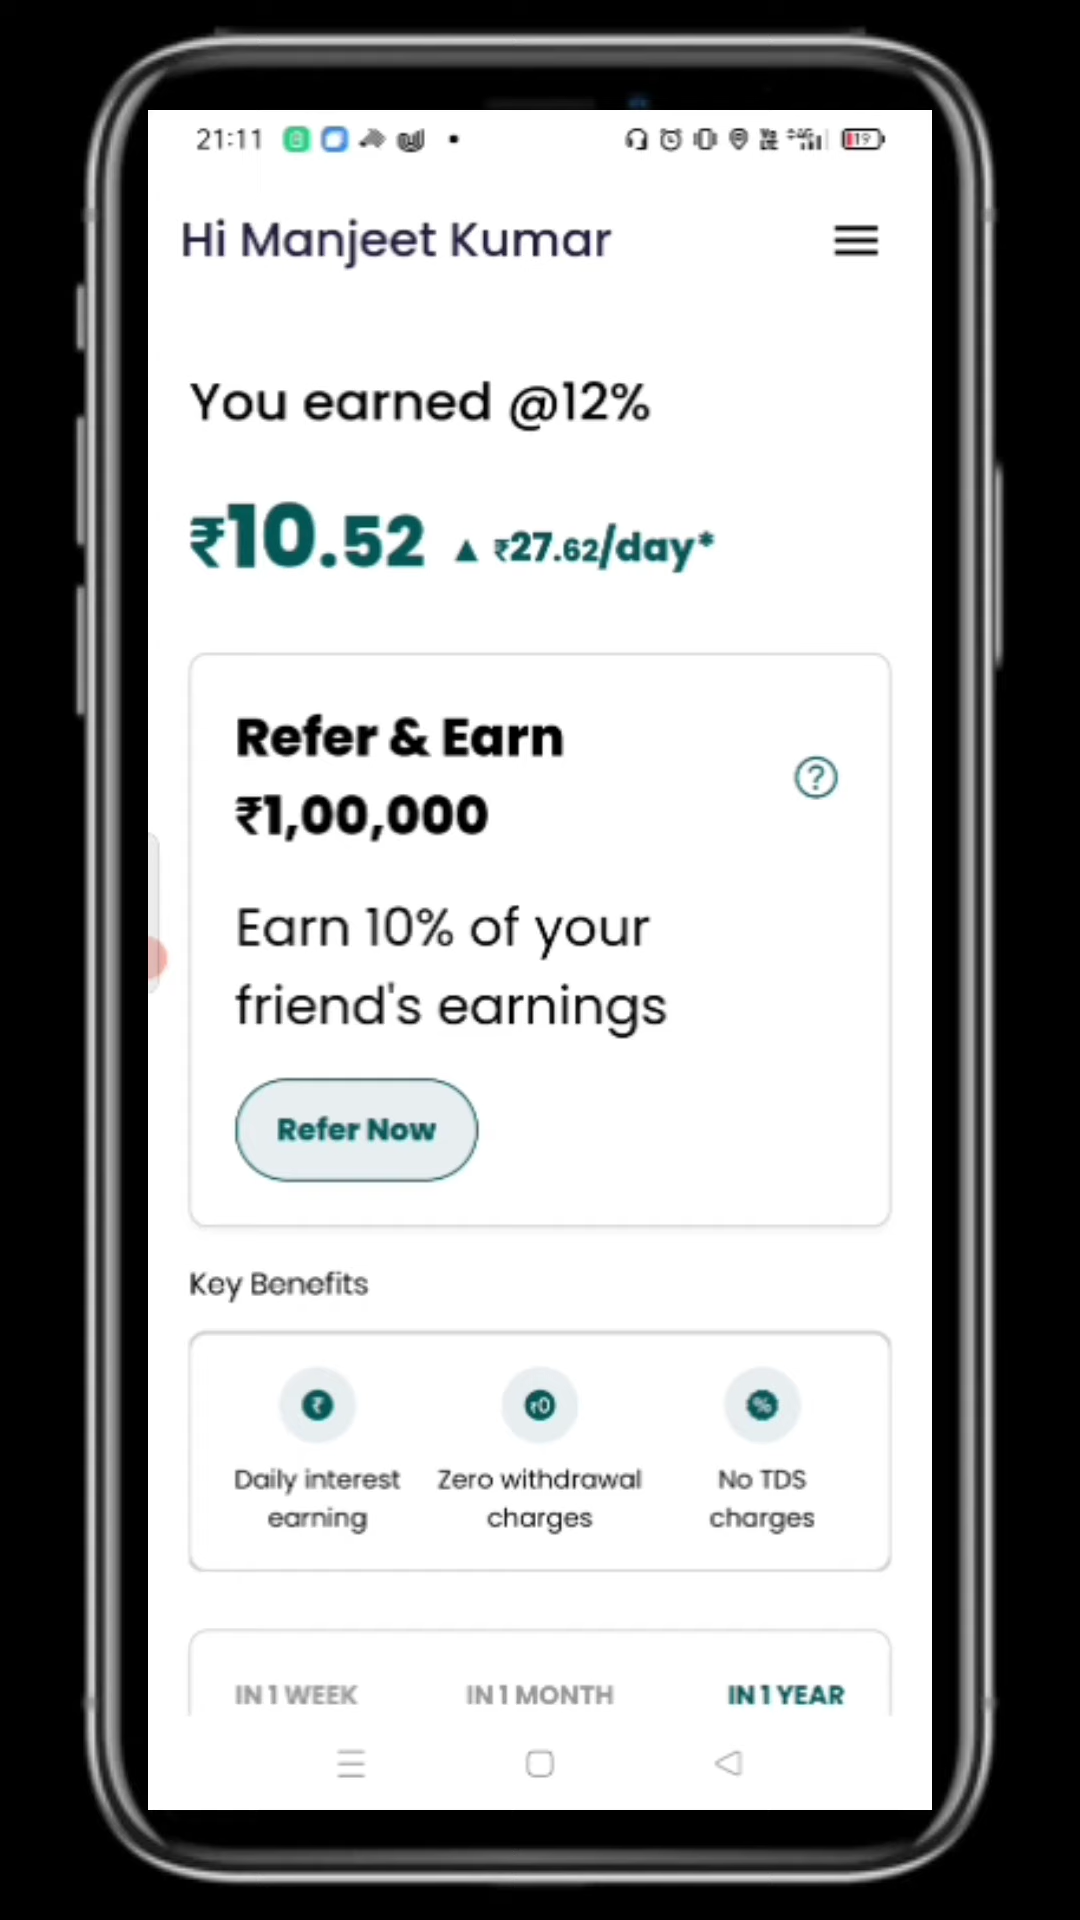 21:11
19
Hi Manjeet Kumar
You earned @12%
₹10.52 ▲ ₹27.62/day*
Refer & Earn
₹1,00,000
?
Earn 10% of your
friend's earnings
Refer Now
Key Benefits
₹ ₹0 %
Daily interest Zero withdrawal No TDS
earning charges charges
IN 1 WEEK IN 1 MONTH IN 1 YEAR